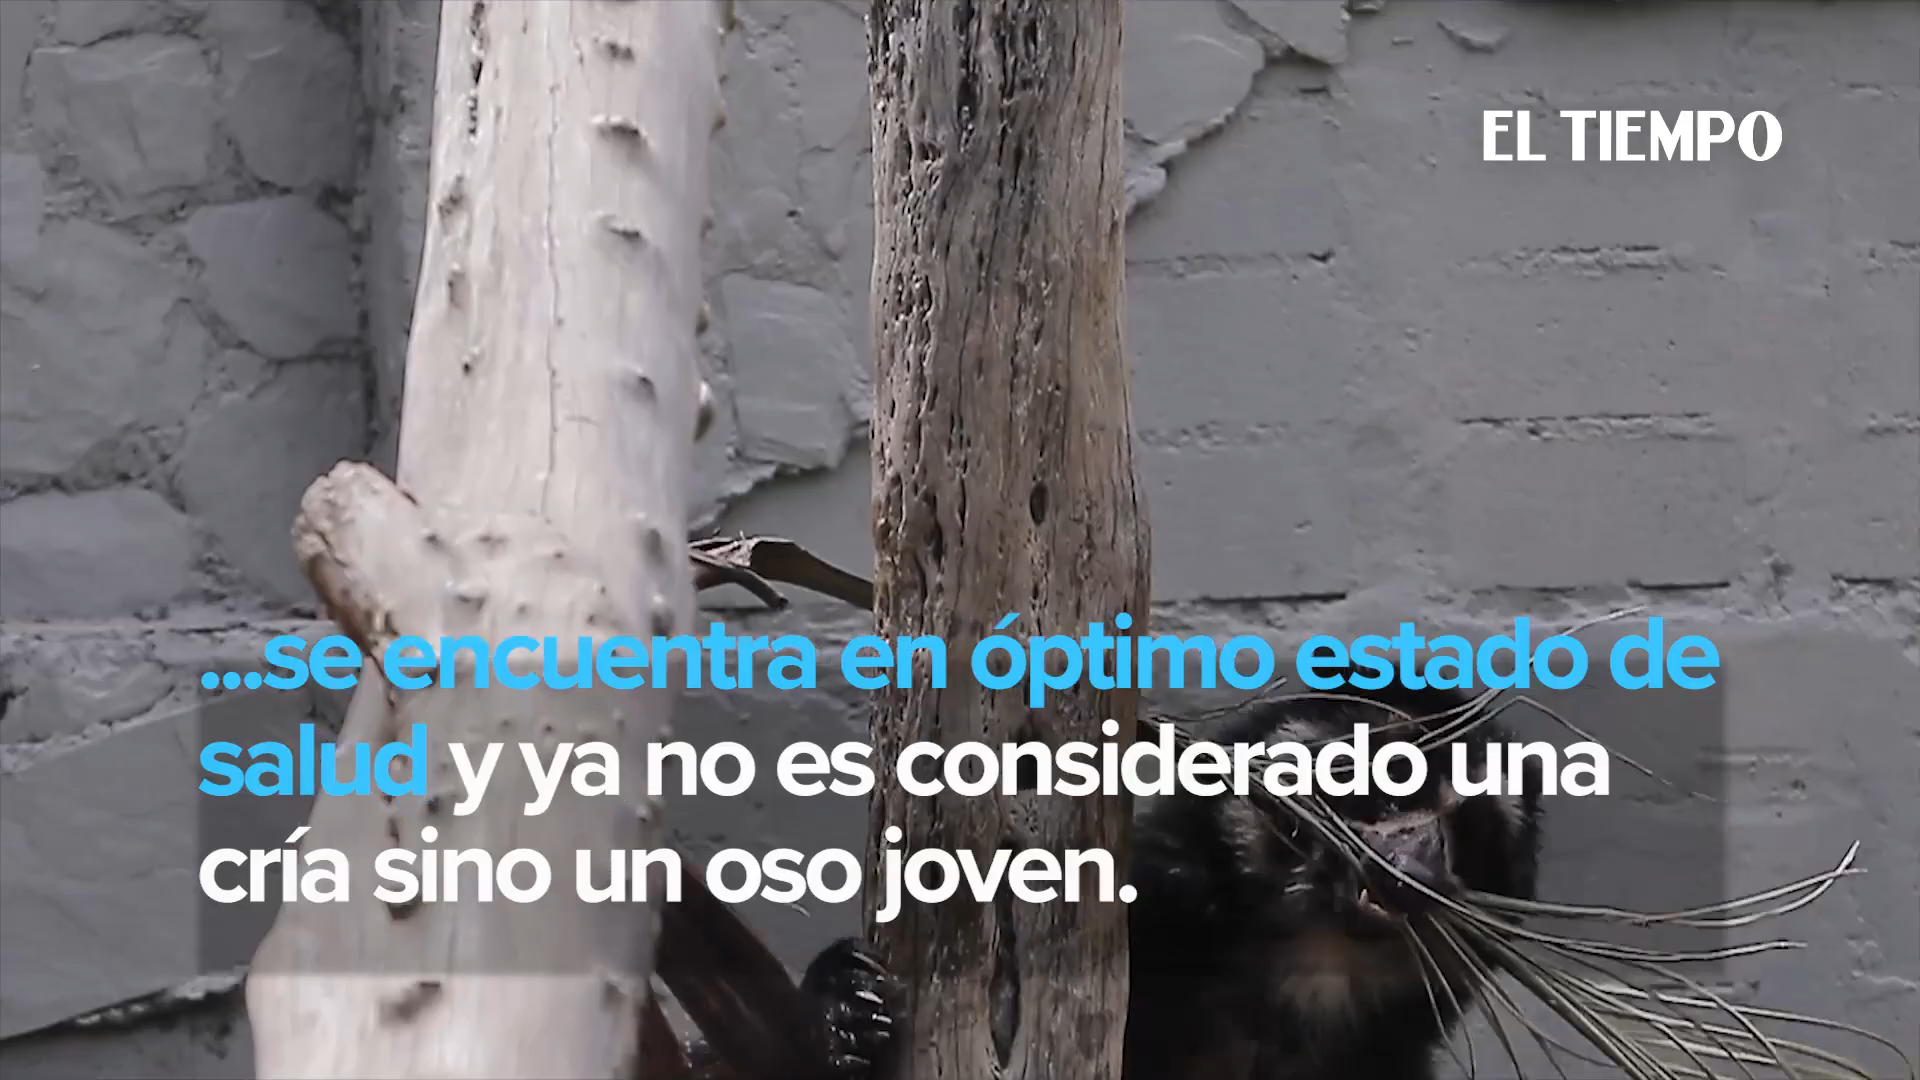 EL TIEMPO
...se encuentra en óptimo estado de
salud y ya no es considerado una
cría sino un oso joven.